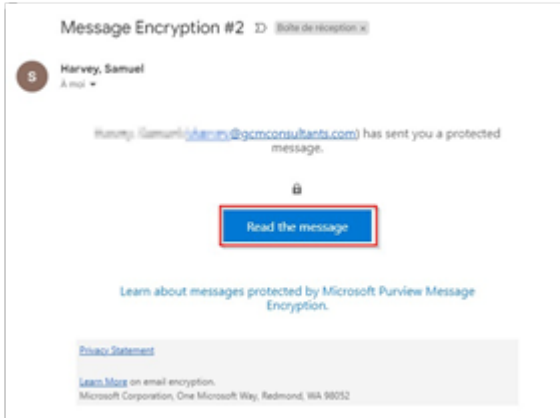 Message Encryption #2 Boîte de réception x
S
Harvey, Samuel
À moi
@gcmconsultants.com) has sent you a protected
message.
Read the message
Learn about messages protected by Microsoft Purview Message
Encryption.
Privacy Statement
Learn More on email encryption.
Microsoft Corporation, One Microsoft Way, Redmond, WA 98052